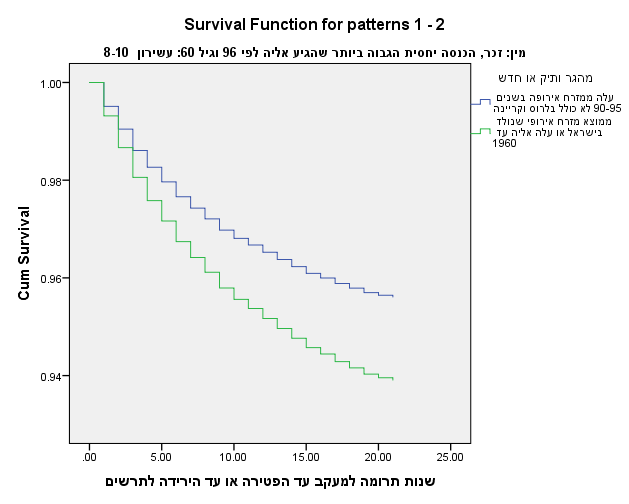 Survival Function for patterns 1 - 2
מין: זכר, הכנסה יחסית הגבוה ביותר שהגיע אליה לפי 96 וגיל 60: עשירון 8-10
מהגר ותיק או חדש
עלה ממזרח אירופה בשנים
90-95 לא כולל בלרוס וקריינה
ממוצא מזרח אירופי שנולד
בישראל או עלה אליה עד
1960
Cum Survival
1.00
0.98
0.96
0.94
.00 5.00 10.00 15.00 20.00 25.00
שנות תרומה למעקב עד הפטירה או עד הירידה לתרשים